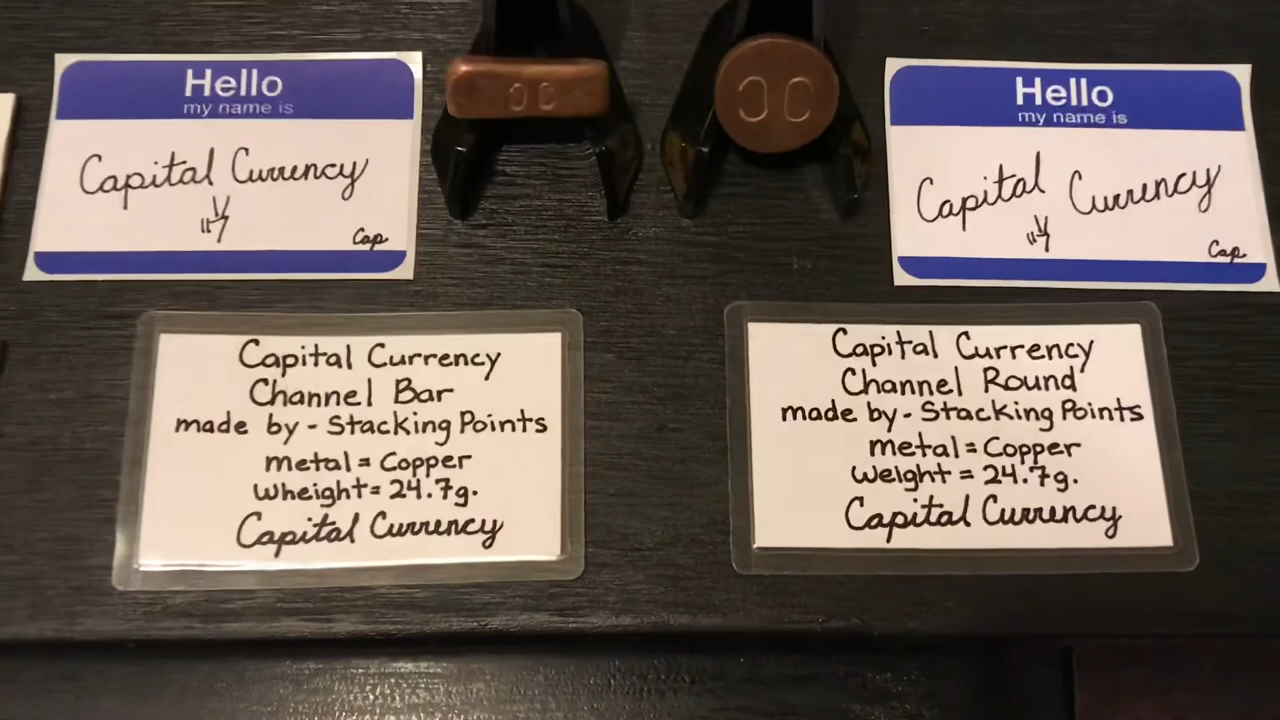 Hello
my name is
Capital Currency
Cap
Hello
my name is
Capital Currency
Cap
Capital Currency
Channel Bar
made by - Stacking Points
metal = Copper
Wheight = 24.7g.
Capital Currency
Capital Currency
Channel Round
made by - Stacking Points
metal = Copper
Weight = 24.7g.
Capital Currency